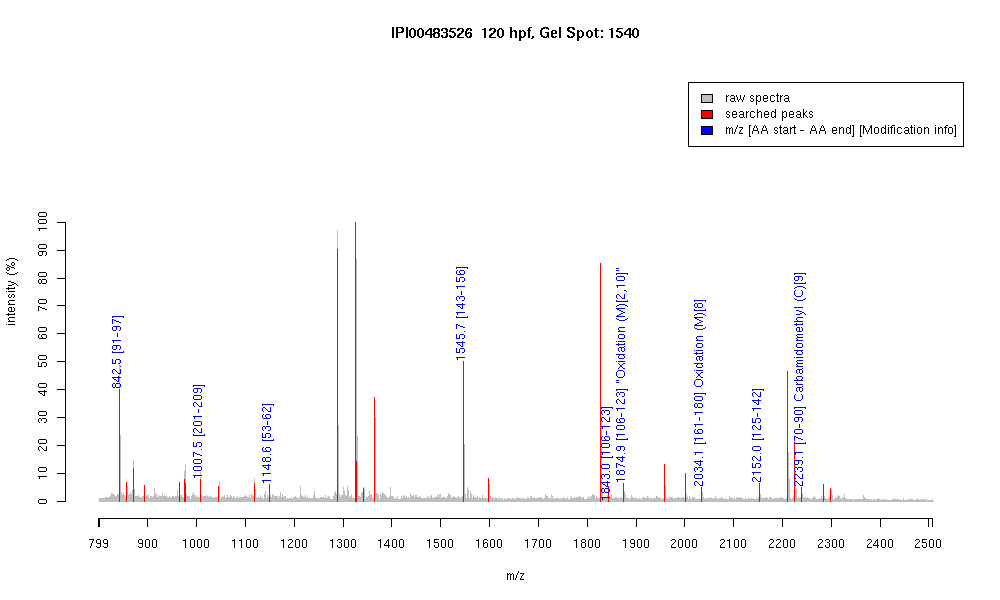 IPI00483526  120 hpf, Gel Spot: 1540
raw spectra
searched peaks
m/z [AA start - AA end] [Modification info]
intensity (%)
100
90
80
70
60
50
40
30
20
10
0
842.5 [91-97]
1007.5 [201-209]
1148.6 [53-62]
1545.7 [143-156]
1843.0 [106-123]
1874.9 [106-123] "Oxidation (M)[2,10]"
2034.1 [161-180] Oxidation (M)[8]
2152.0 [125-142]
2239.1 [70-90] Carbamidomethyl (C)[9]
799 900 1000 1100 1200 1300 1400 1500 1600 1700 1800 1900 2000 2100 2200 2300 2400 2500
m/z